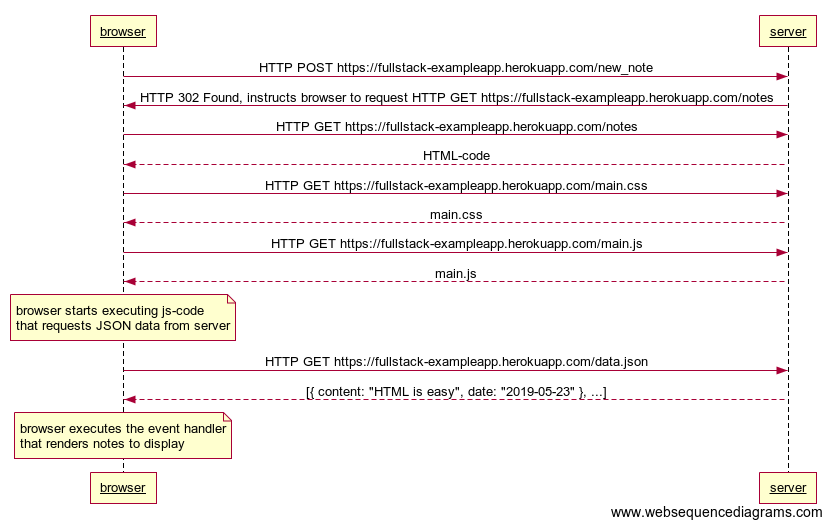 browser
server
HTTP POST https://fullstack-exampleapp.herokuapp.com/new_note
HTTP 302 Found, instructs browser to request HTTP GET https://fullstack-exampleapp.herokuapp.com/notes
HTTP GET https://fullstack-exampleapp.herokuapp.com/notes
HTML-code
HTTP GET https://fullstack-exampleapp.herokuapp.com/main.css
main.css
HTTP GET https://fullstack-exampleapp.herokuapp.com/main.js
main.js
browser starts executing js-code
that requests JSON data from server
HTTP GET https://fullstack-exampleapp.herokuapp.com/data.json
[{ content: "HTML is easy", date: "2019-05-23" }, ...]
browser executes the event handler
that renders notes to display
browser
server
www.websequencediagrams.com